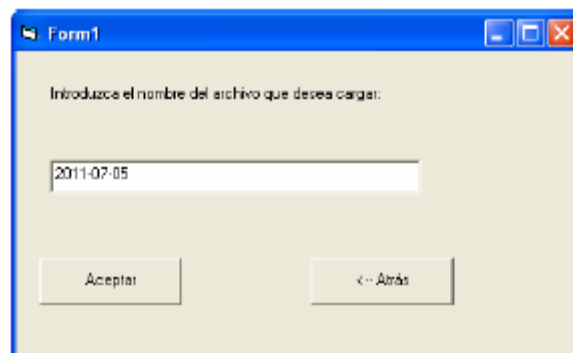 Form1
Introduzca el nombre del archivo que desea cargar:
2011-07-05
Aceptar
<-- Atrás